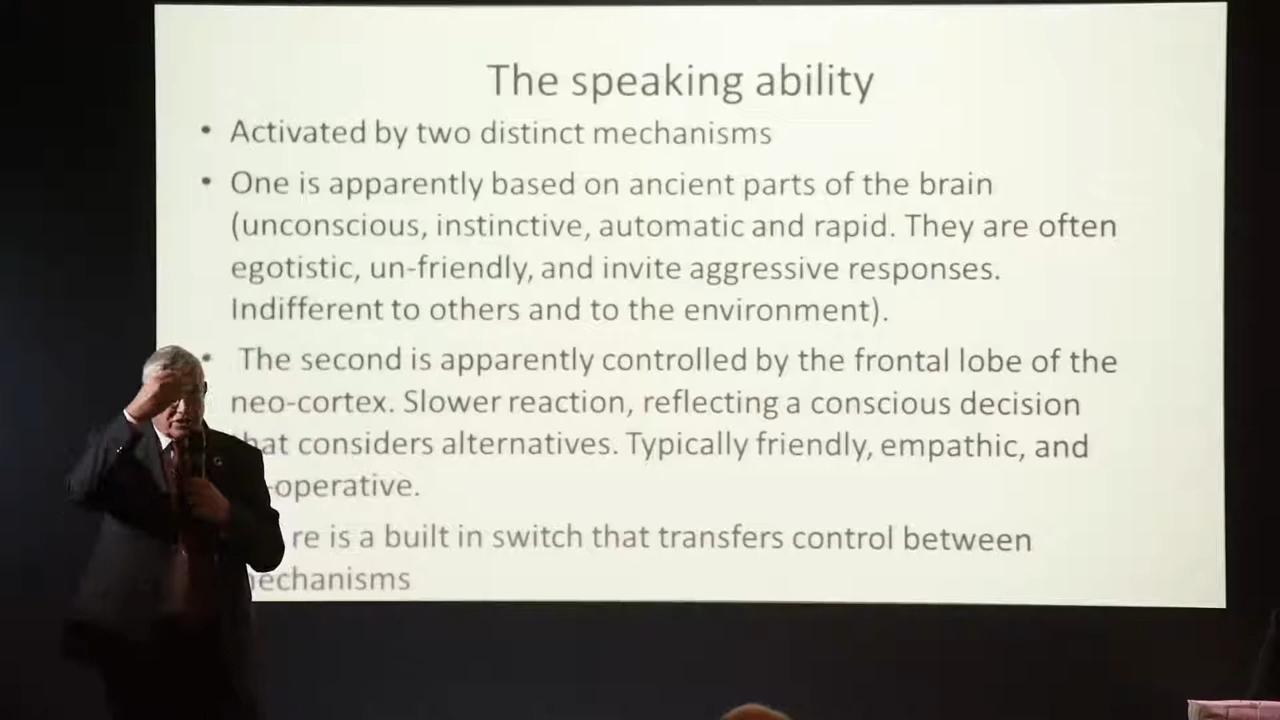 The speaking ability
• Activated by two distinct mechanisms
• One is apparently based on ancient parts of the brain
(unconscious, instinctive, automatic and rapid. They are often
egotistic, un-friendly, and invite aggressive responses.
Indifferent to others and to the environment).
• The second is apparently controlled by the frontal lobe of the
neo-cortex. Slower reaction, reflecting a conscious decision
hat considers alternatives. Typically friendly, empathic, and
-operative.
re is a built in switch that transfers control between
echanisms